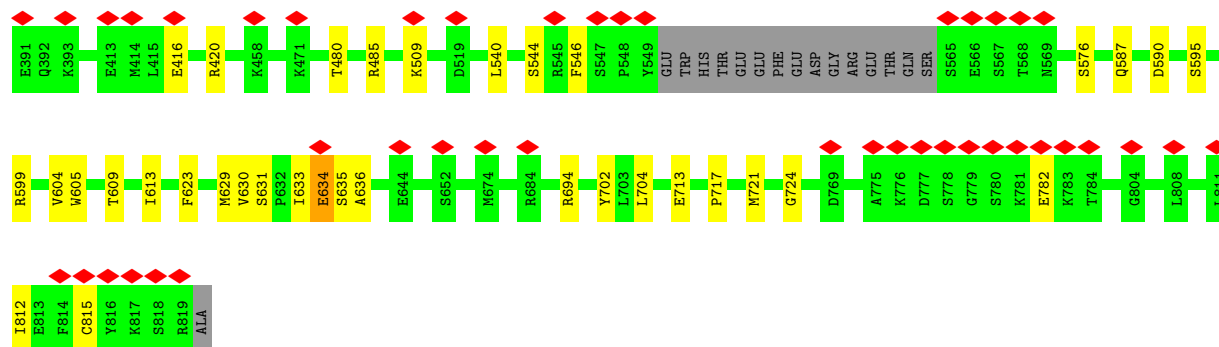 E391 Q392 K393 E413 M414 L415 E416 R420 K458 K471 T480 R485 K509 D519 L540 S544 R545 F546 S547 P548 Y549 GLU TRP HIS THR GLU GLU PHE GLU ASP GLY ARG GLU THR GLN SER S565 E566 S567 T568 N569 S576 Q587 D590 S595
R599 V604 W605 T609 I613 F623 M629 V630 S631 P632 I633 E634 S635 A636 E644 S652 M674 R684 R694 Y702 L703 L704 E713 P717 M721 G724 D769 A775 K776 D777 S778 G779 S780 K781 E782 K783 T784 G804 L808 L811
I812 E813 F814 C815 Y816 K817 S818 R819 ALA